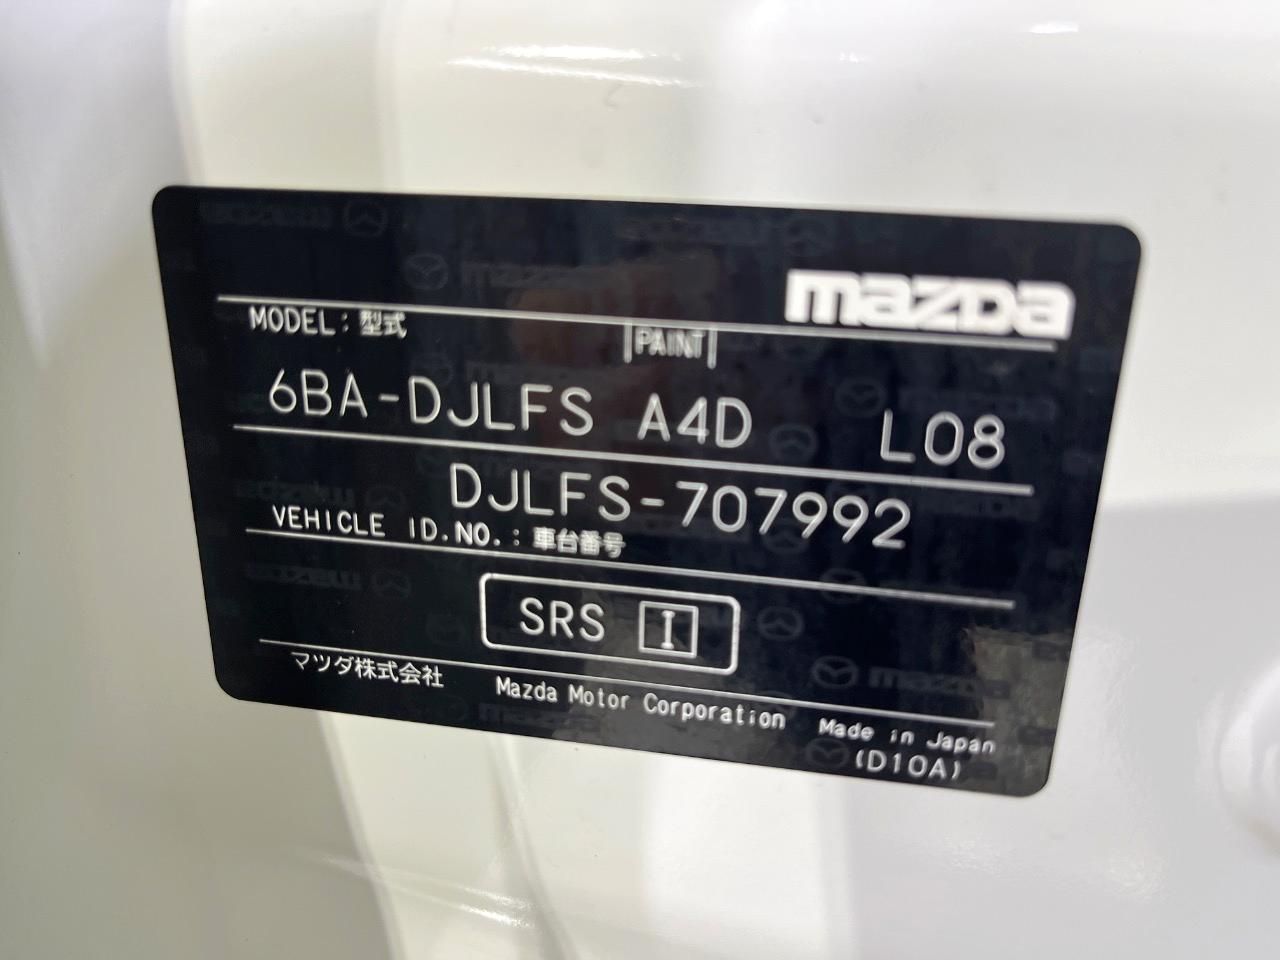 mazda
MODEL:型式 PAINT
6BA-DJLFS A4D L08
DJLFS-707992
VEHICLE ID.NO.:車台番号
SRS I
マツダ株式会社 Mazda Motor Corporation Made in Japan
(D10A)